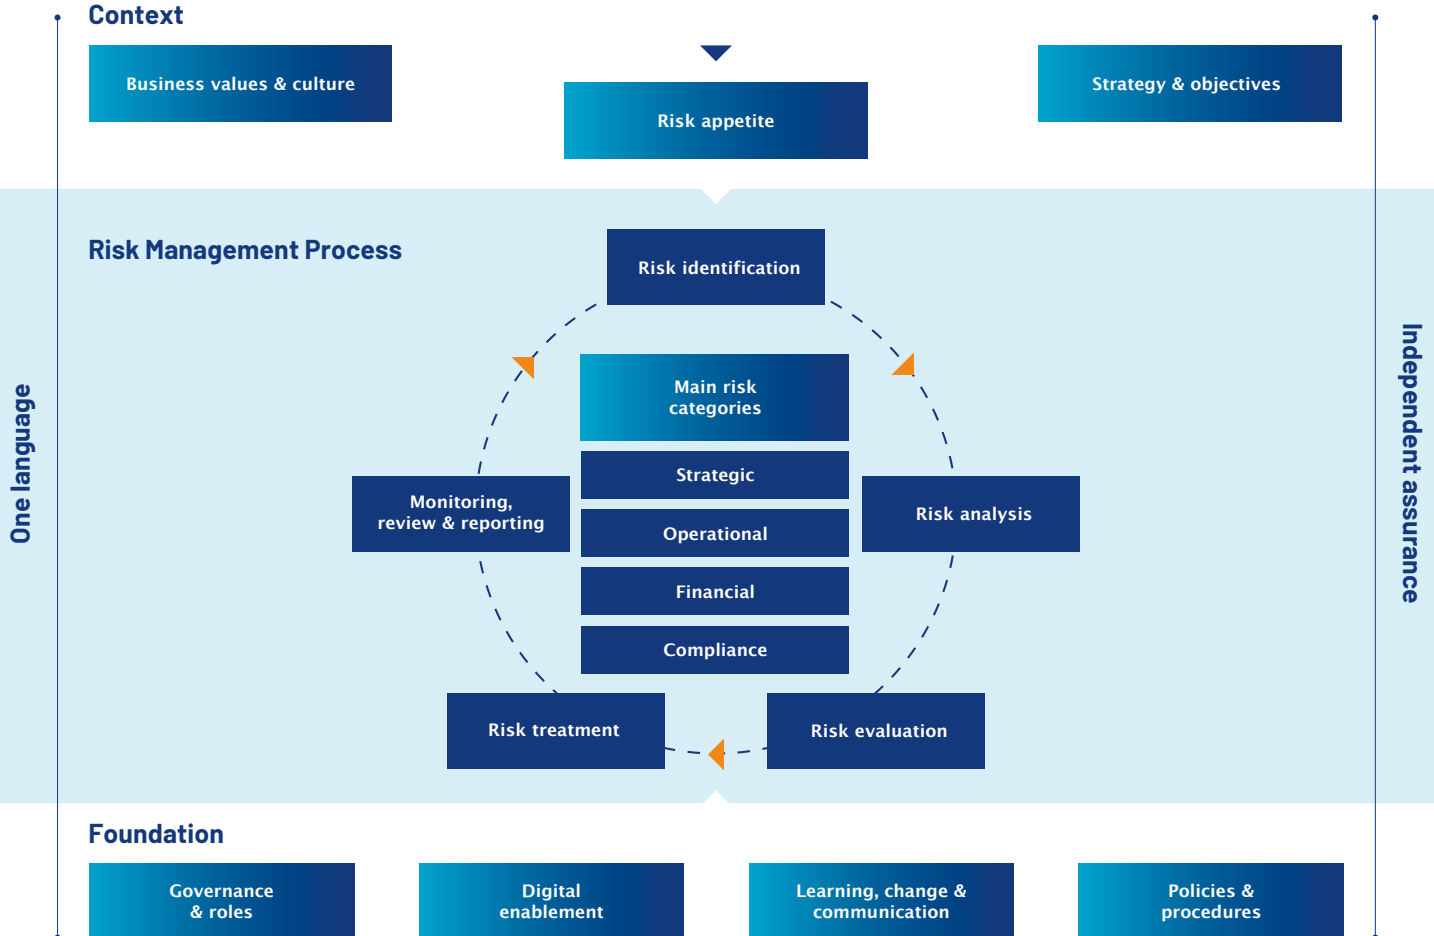 Context
Business values & culture
Risk appetite
Strategy & objectives
Risk Management Process
Risk identification
Main risk
categories
Strategic
Operational
Financial
Compliance
Monitoring,
review & reporting
Risk analysis
Risk treatment
Risk evaluation
One language
Independent assurance
Foundation
Governance
& roles
Digital
enablement
Learning, change &
communication
Policies &
procedures